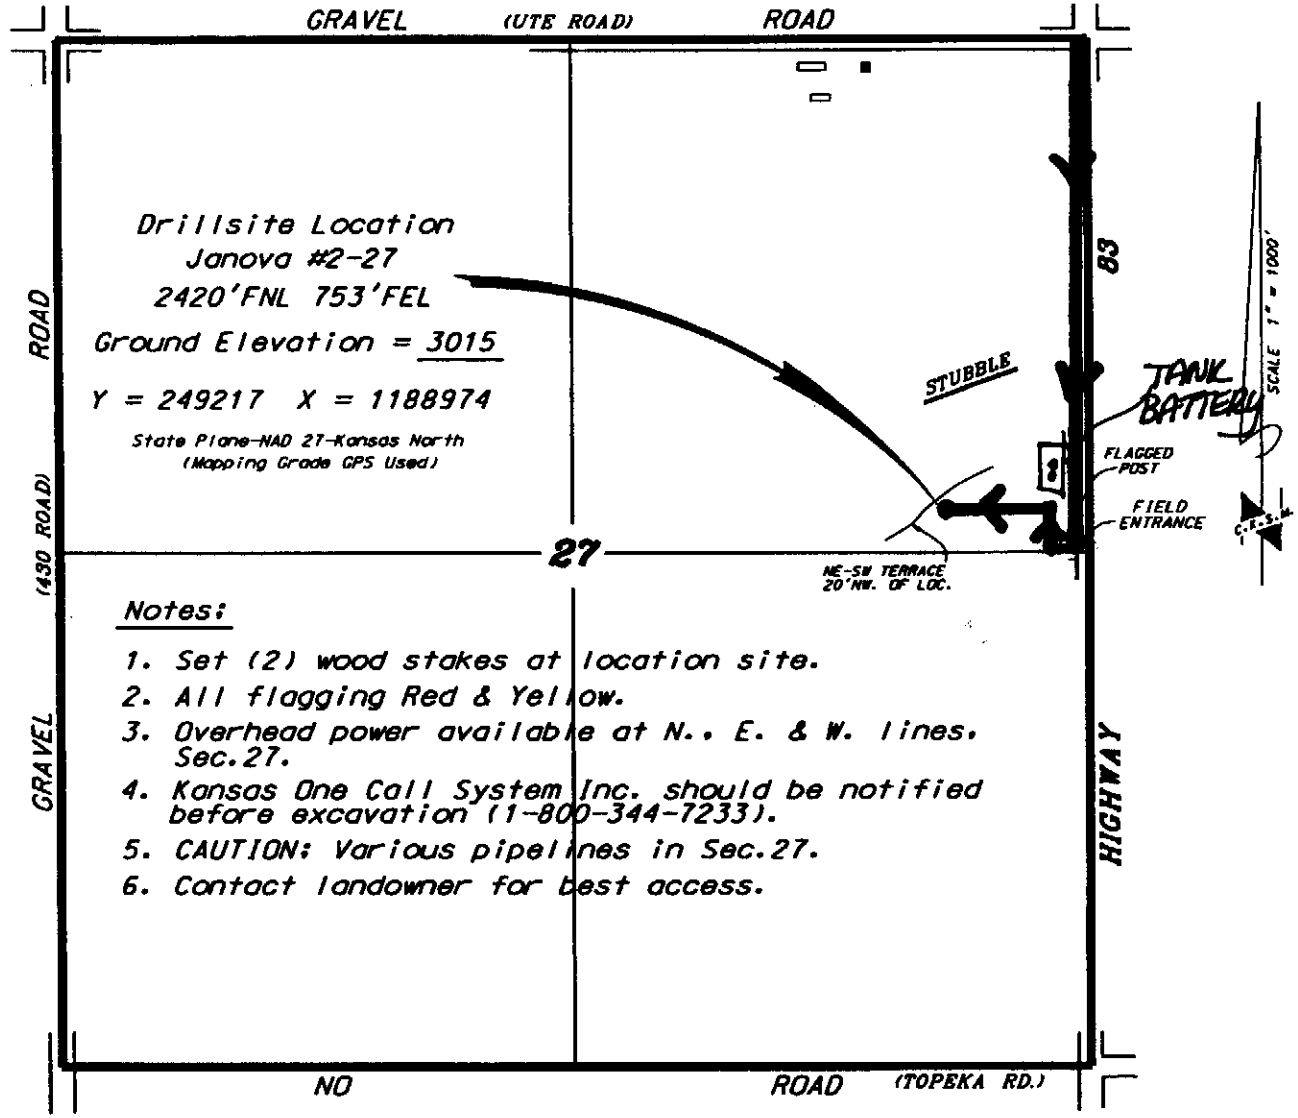 GRAVEL (UTE ROAD) ROAD
Drillsite Location
Janova #2-27
2420'FNL 753'FEL
Ground Elevation = 3015
Y = 249217 X = 1188974
State Plane-NAD 27-Kansas North
(Mapping Grade GPS Used)
ROAD
(430 ROAD)
GRAVEL
83
HIGHWAY
SCALE 1" = 1000'
STUBBLE
TANK
BATTERY
FLAGGED
POST
FIELD
ENTRANCE
C.K.S.M.
27
NE-SW TERRACE
20'NW. OF LOC.
Notes:
1. Set (2) wood stakes at location site.
2. All flagging Red & Yellow.
3. Overhead power available at N., E. & W. lines,
Sec.27.
4. Kansas One Call System Inc. should be notified
before excavation (1-800-344-7233).
5. CAUTION: Various pipelines in Sec.27.
6. Contact landowner for best access.
NO ROAD (TOPEKA RD.)